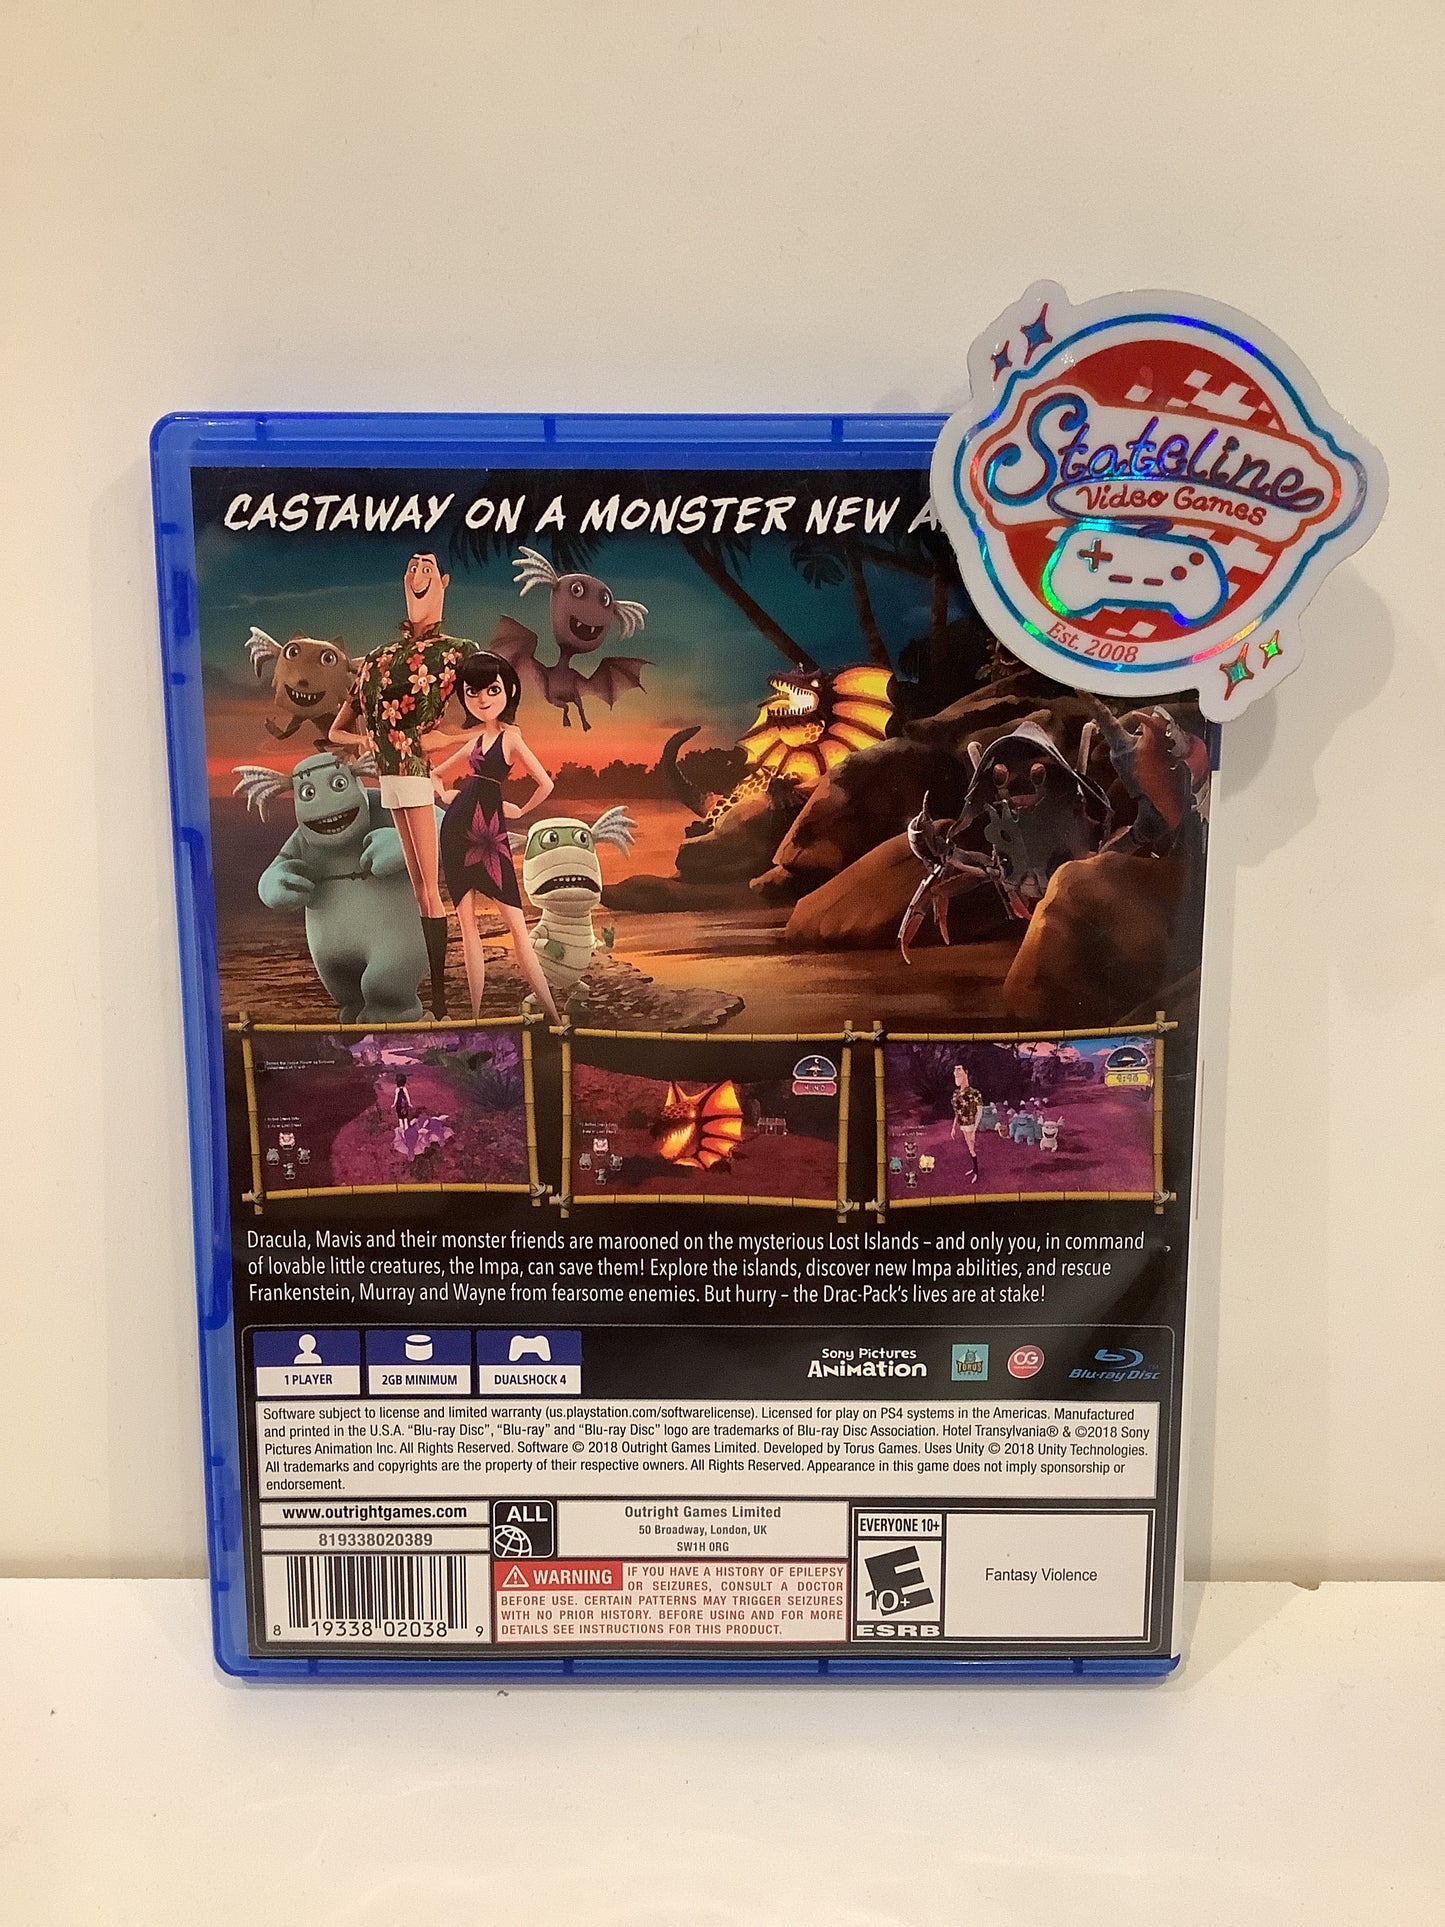 CASTAWAY ON A MONSTER NEW
Stateline
Video Games
Est. 2008
4:40
Dracula, Mavis and their monster friends are marooned on the mysterious Lost Islands – and only you, in command
of lovable little creatures, the Impa, can save them! Explore the islands, discover new Impa abilities, and rescue
Frankenstein, Murray and Wayne from fearsome enemies. But hurry – the Drac-Pack's lives are at stake!
1 PLAYER
2GB MINIMUM
DUALSHOCK 4
Sony Pictures
Animation
TORUS
OG
Blu-ray Disc™
Software subject to license and limited warranty (us.playstation.com/softwarelicense). Licensed for play on PS4 systems in the Americas. Manufactured
and printed in the U.S.A. "Blu-ray Disc", "Blu-ray" and "Blu-ray Disc" logo are trademarks of Blu-ray Disc Association. Hotel Transylvania® & ©2018 Sony
Pictures Animation Inc. All Rights Reserved. Software © 2018 Outright Games Limited. Developed by Torus Games. Uses Unity © 2018 Unity Technologies.
All trademarks and copyrights are the property of their respective owners. All Rights Reserved. Appearance in this game does not imply sponsorship or
endorsement.
www.outrightgames.com
819338020389
8 19338 02038 9
ALL
Outright Games Limited
50 Broadway, London, UK
SW1H 0RG
WARNING IF YOU HAVE A HISTORY OF EPILEPSY
OR SEIZURES, CONSULT A DOCTOR
BEFORE USE. CERTAIN PATTERNS MAY TRIGGER SEIZURES
WITH NO PRIOR HISTORY. BEFORE USING AND FOR MORE
DETAILS SEE INSTRUCTIONS FOR THIS PRODUCT.
EVERYONE 10+
E
10+
ESRB
Fantasy Violence